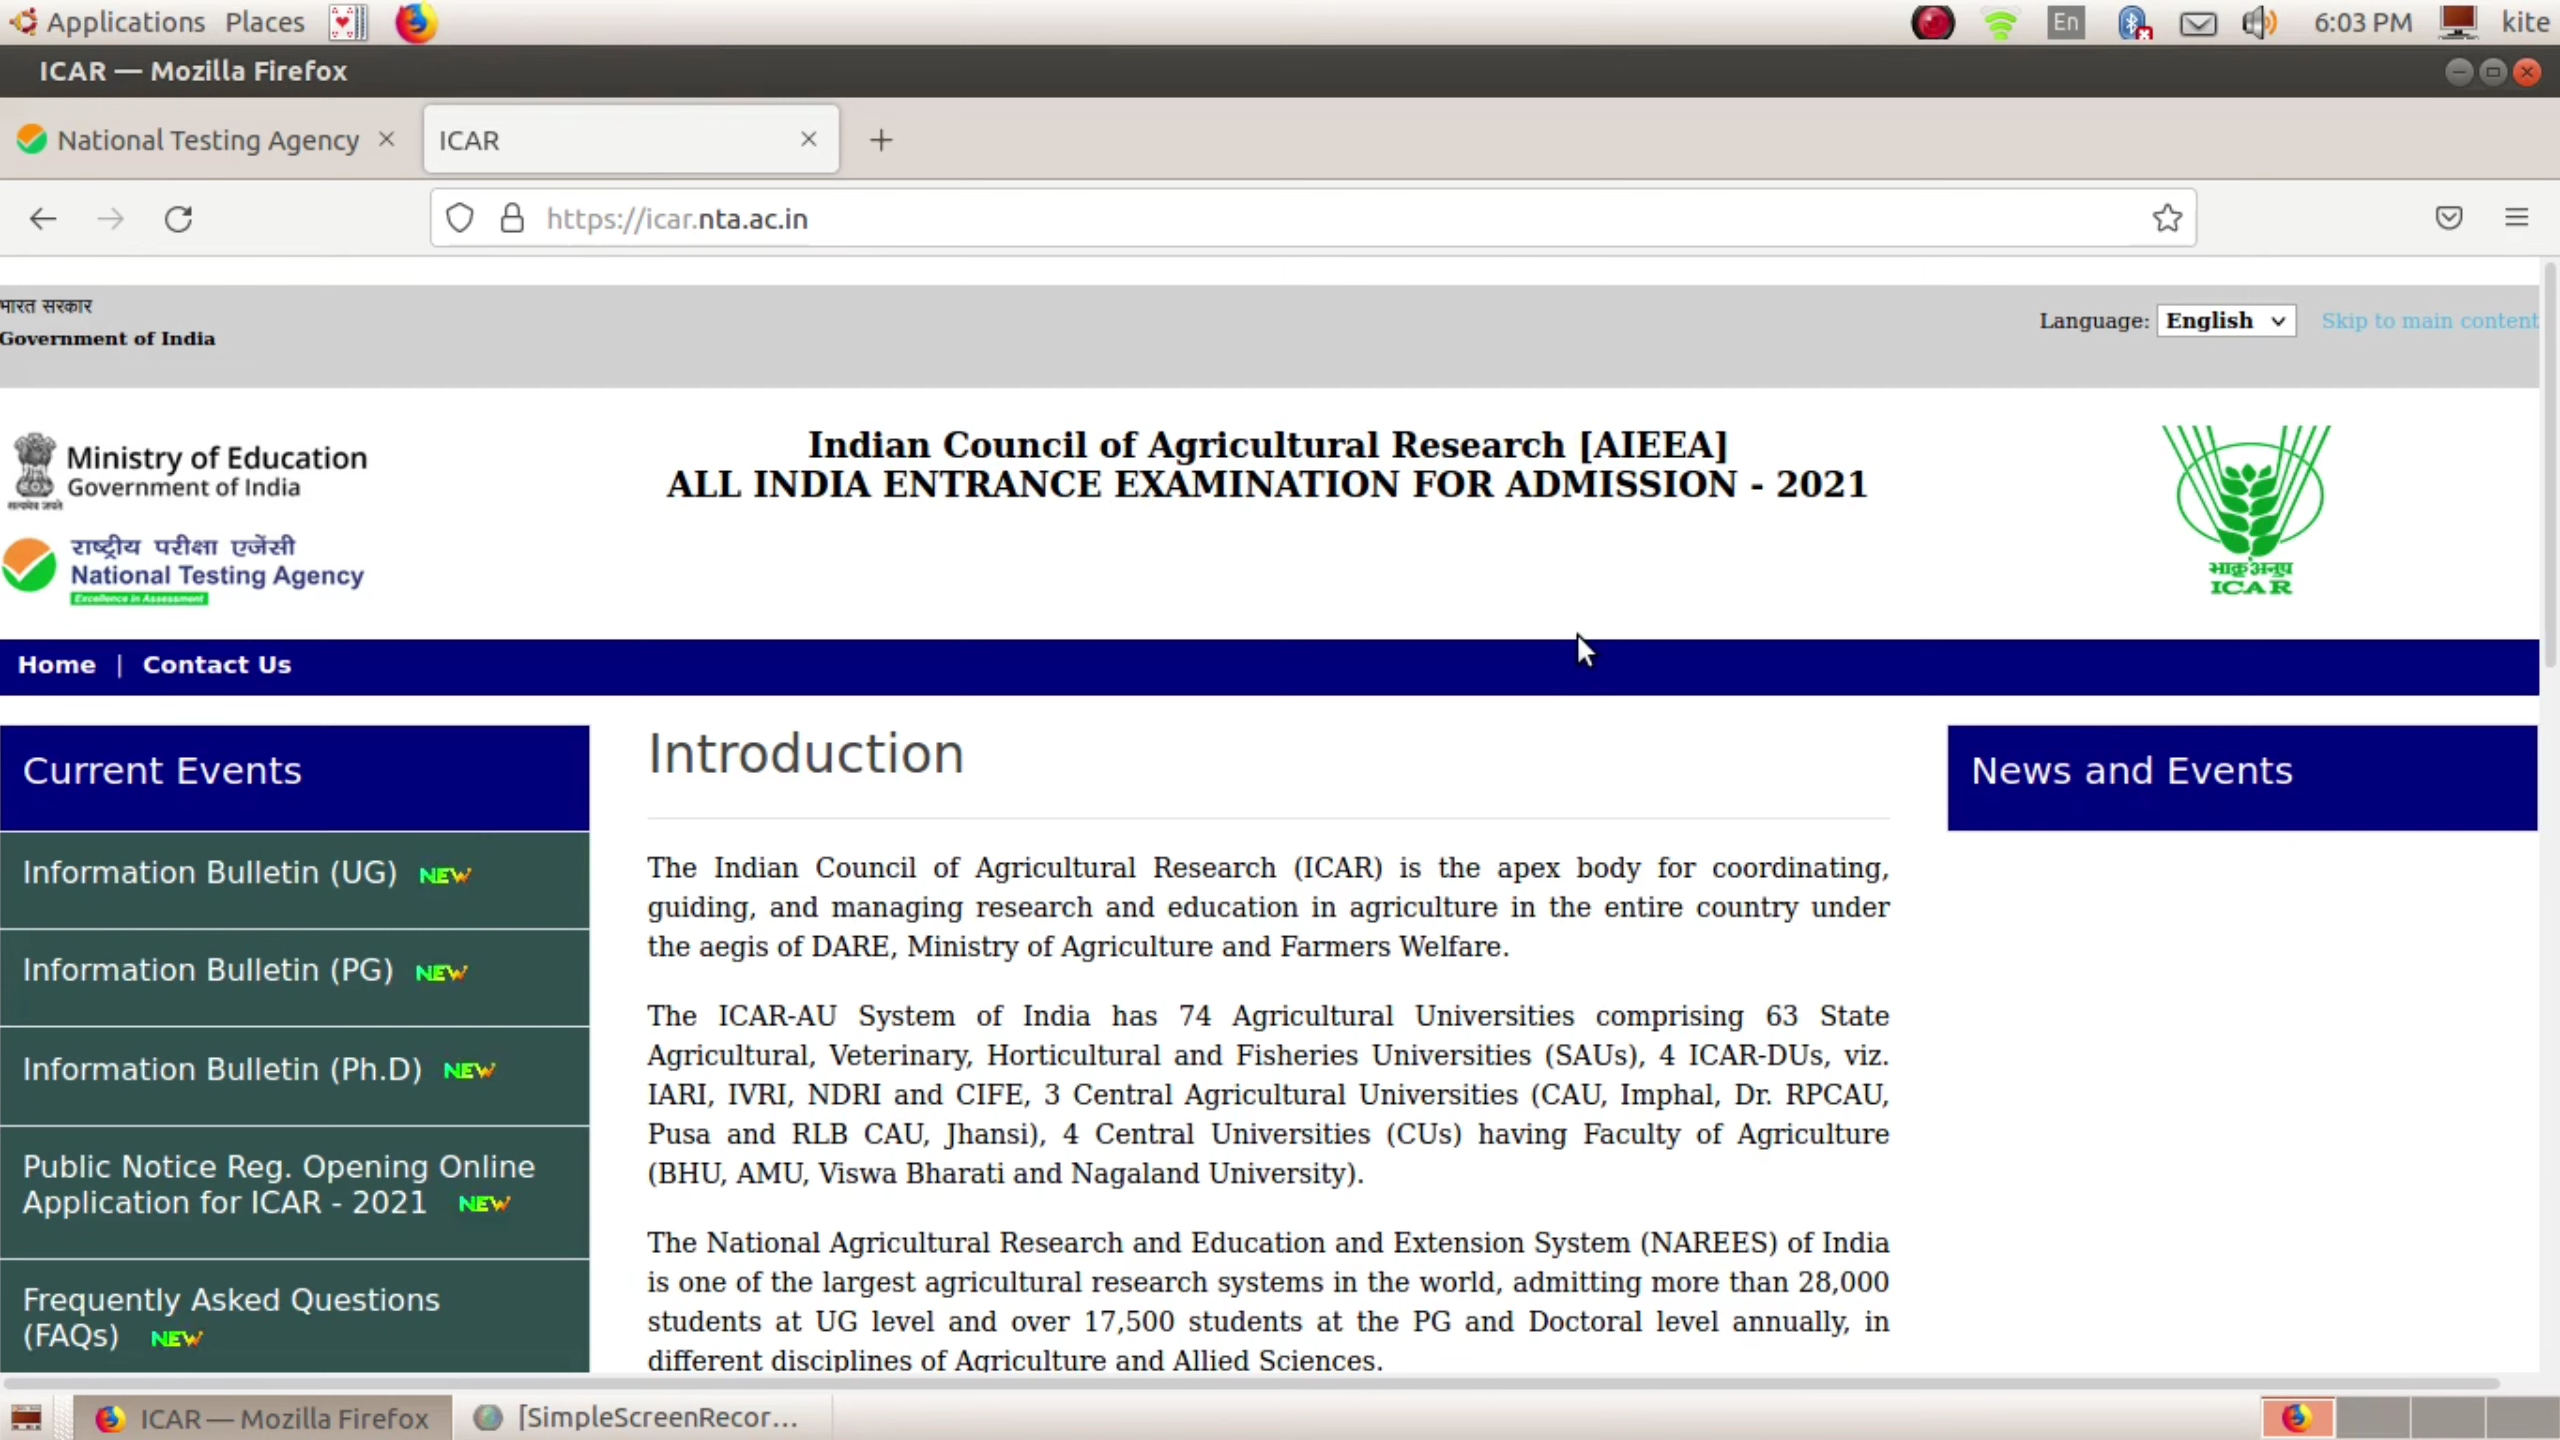 Applications Places En 6:03 PM kite
ICAR — Mozilla Firefox
National Testing Agency ICAR
https://icar.nta.ac.in
भारत सरकार
Government of India
Language: English Skip to main content
Ministry of Education
Government of India
सत्यमेव जयते
राष्ट्रीय परीक्षा एजेंसी
National Testing Agency
Excellence in Assessment
Indian Council of Agricultural Research [AIEEA]
ALL INDIA ENTRANCE EXAMINATION FOR ADMISSION - 2021
भाकृअनुप
ICAR
Home | Contact Us
Current Events
Information Bulletin (UG) NEW
Information Bulletin (PG) NEW
Information Bulletin (Ph.D) NEW
Public Notice Reg. Opening Online
Application for ICAR - 2021 NEW
Frequently Asked Questions
(FAQs) NEW
Introduction
The Indian Council of Agricultural Research (ICAR) is the apex body for coordinating,
guiding, and managing research and education in agriculture in the entire country under
the aegis of DARE, Ministry of Agriculture and Farmers Welfare.
The ICAR-AU System of India has 74 Agricultural Universities comprising 63 State
Agricultural, Veterinary, Horticultural and Fisheries Universities (SAUs), 4 ICAR-DUs, viz.
IARI, IVRI, NDRI and CIFE, 3 Central Agricultural Universities (CAU, Imphal, Dr. RPCAU,
Pusa and RLB CAU, Jhansi), 4 Central Universities (CUs) having Faculty of Agriculture
(BHU, AMU, Viswa Bharati and Nagaland University).
The National Agricultural Research and Education and Extension System (NAREES) of India
is one of the largest agricultural research systems in the world, admitting more than 28,000
students at UG level and over 17,500 students at the PG and Doctoral level annually, in
different disciplines of Agriculture and Allied Sciences.
News and Events
ICAR — Mozilla Firefox [SimpleScreenRecor...